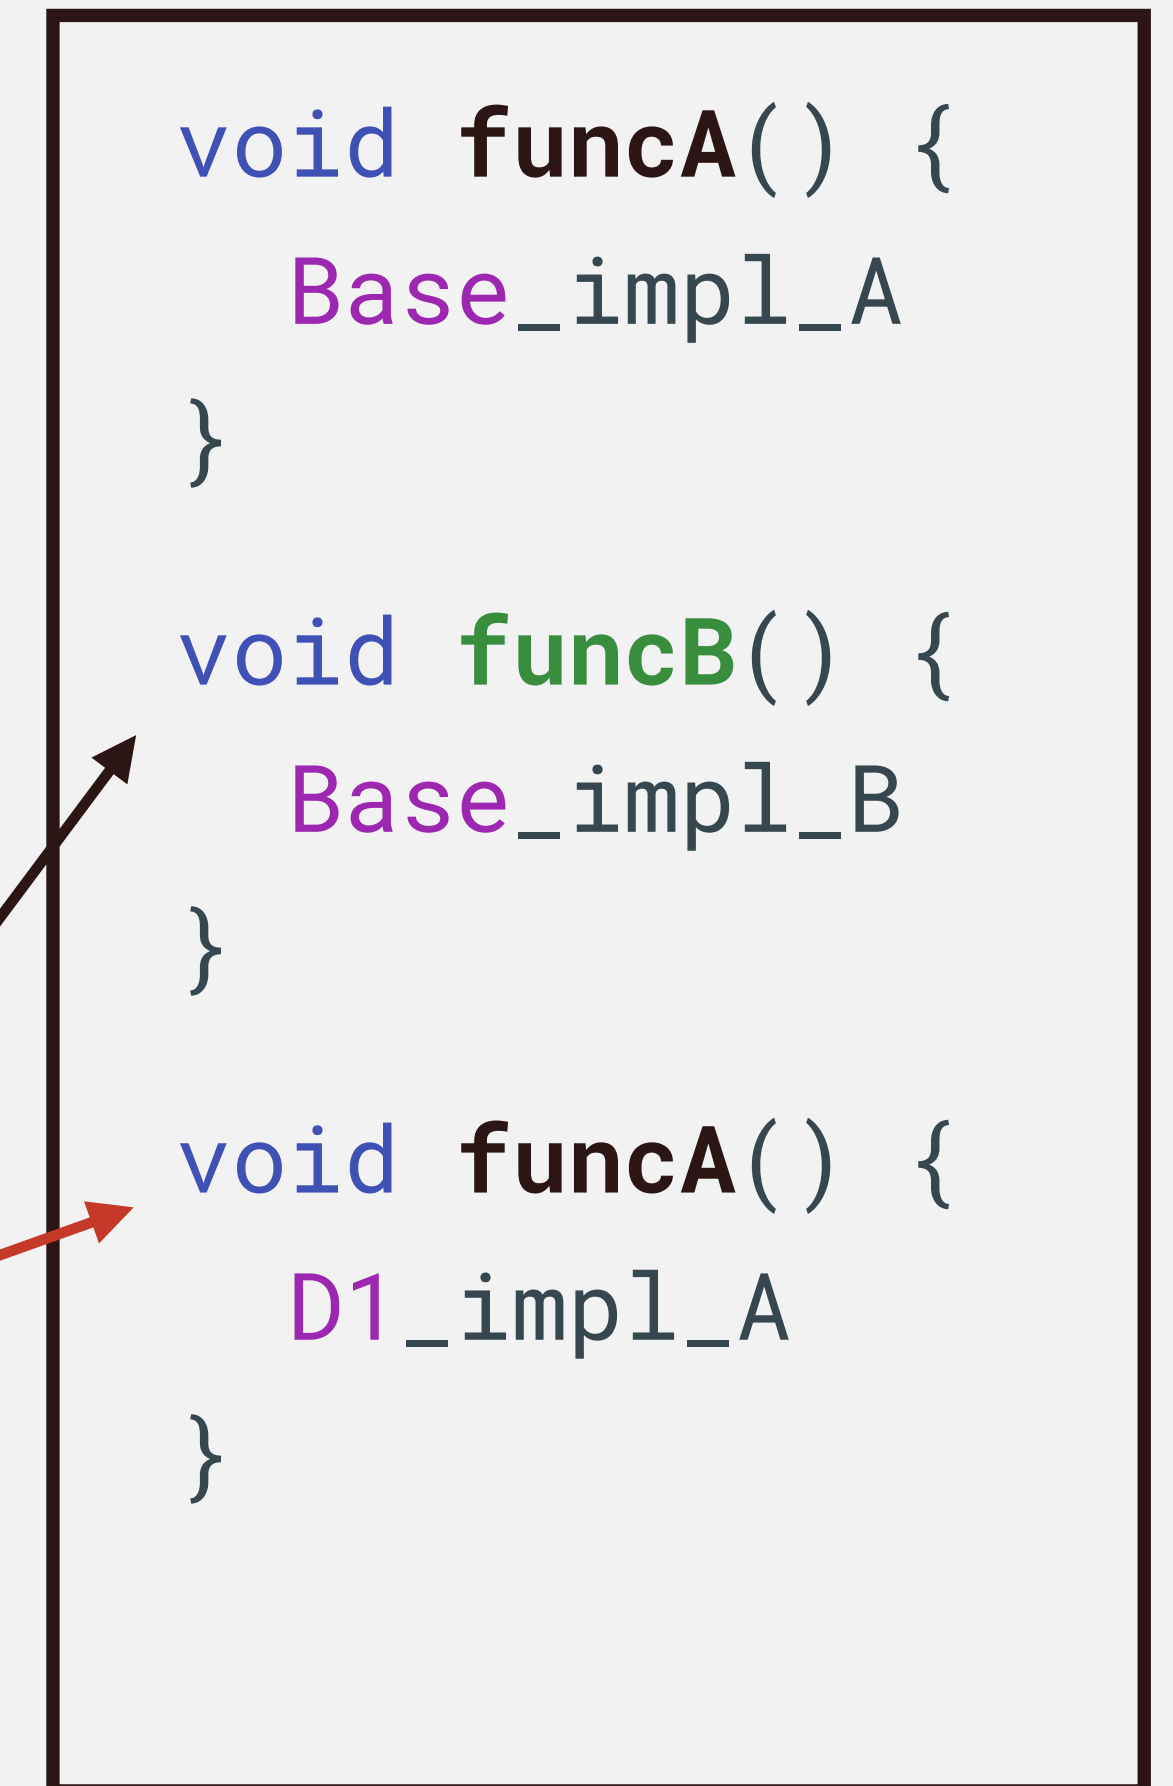 void funcA() {
  Base_impl_A
}
void funcB() {
  Base_impl_B
}
void funcA() {
  D1_impl_A
}